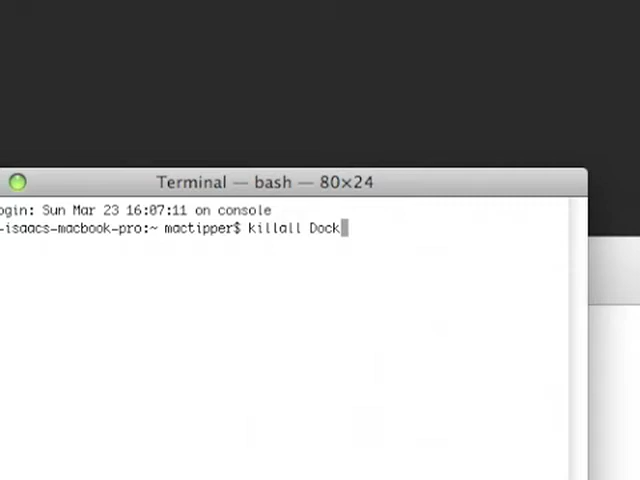 Terminal — bash — 80×24
ogin: Sun Mar 23 16:07:11 on console
-isaacs-macbook-pro:~ mactipper$ killall Dock